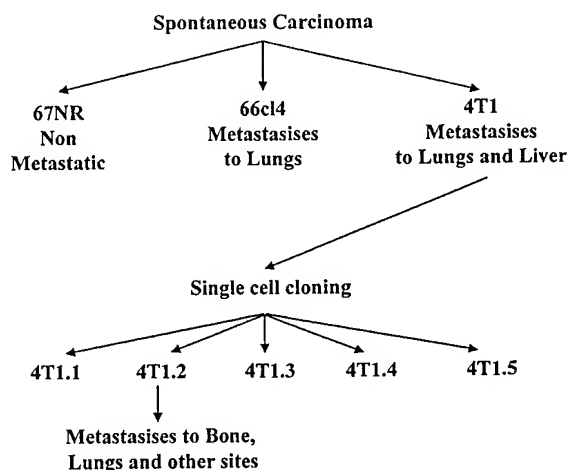 Spontaneous Carcinoma
67NR
Non
Metastatic
66cl4
Metastasises
to Lungs
4T1
Metastasises
to Lungs and Liver
Single cell cloning
4T1.1 4T1.2 4T1.3 4T1.4 4T1.5
Metastasises to Bone,
Lungs and other sites